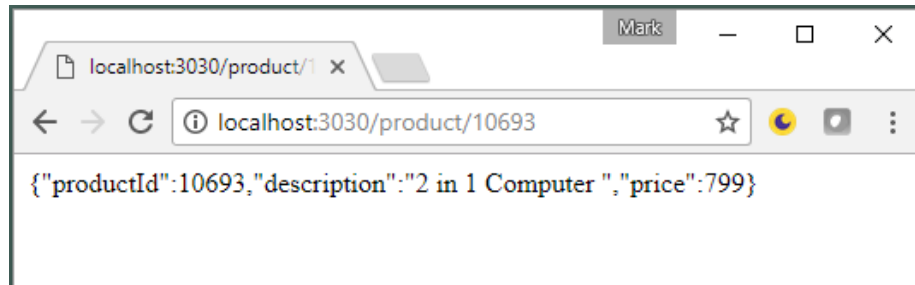 Mark
localhost:3030/product/1
localhost:3030/product/10693
{"productId":10693,"description":"2 in 1 Computer ","price":799}